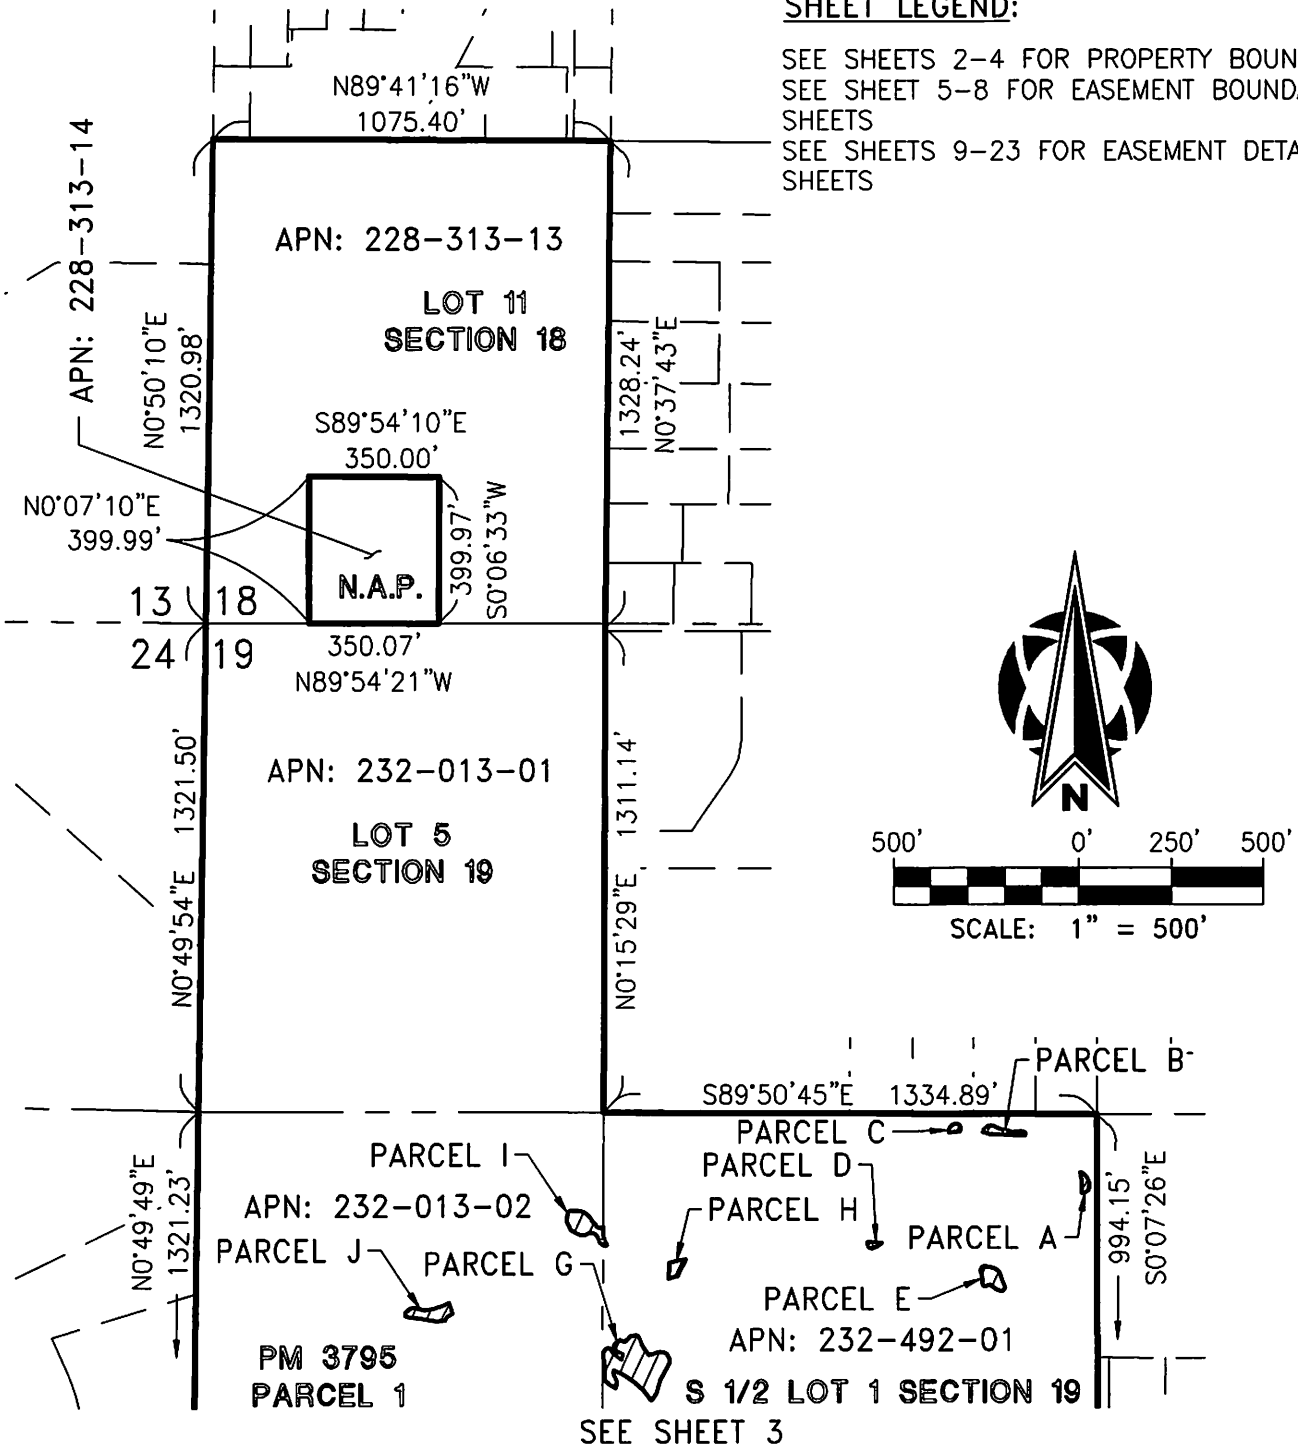 SHEET LEGEND:
SEE SHEETS 2-4 FOR PROPERTY BOUN
SEE SHEET 5-8 FOR EASEMENT BOUNDA
SHEETS
SEE SHEETS 9-23 FOR EASEMENT DETA
SHEETS
N89°41'16"W
1075.40'
APN: 228-313-14
APN: 228-313-13
LOT 11
SECTION 18
N0°50'10"E
1320.98'
1328.24'
N0°37'43"E
S89°54'10"E
350.00'
N0°07'10"E
399.99'
399.97'
S0°06'33"W
N.A.P.
13 18
24 19
350.07'
N89°54'21"W
APN: 232-013-01
LOT 5
SECTION 19
N0°49'54"E 1321.50'
N0°15'29"E 1311.14'
N
500' 0' 250' 500'
SCALE: 1" = 500'
PARCEL B
S89°50'45"E 1334.89'
PARCEL C
PARCEL I
PARCEL D
APN: 232-013-02
PARCEL H
PARCEL J
PARCEL G
PARCEL A
PARCEL E
N0°49'49"E
1321.23'
994.15'
S0°07'26"E
APN: 232-492-01
PM 3795
PARCEL 1
S 1/2 LOT 1 SECTION 19
SEE SHEET 3